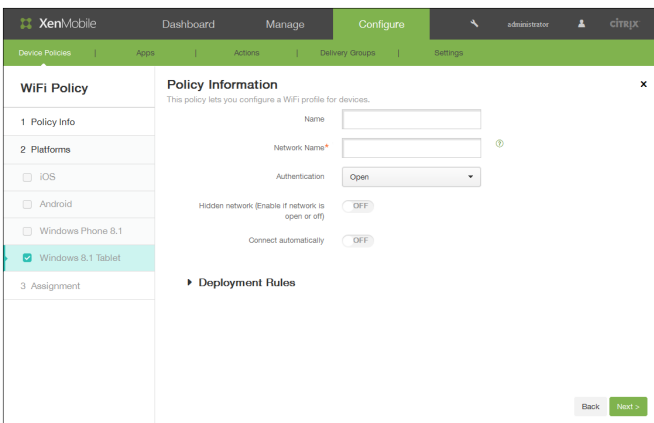 XenMobile Dashboard Manage Configure administrator CİTRIX
Device Policies | Apps | Actions | Delivery Groups | Settings
WiFi Policy
1 Policy Info
2 Platforms
iOS
Android
Windows Phone 8.1
Windows 8.1 Tablet
3 Assignment
Policy Information x
This policy lets you configure a WiFi profile for devices.
Name
Network Name* ?
Authentication Open
Hidden network (Enable if network is OFF
open or off)
Connect automatically OFF
Deployment Rules
Back Next >